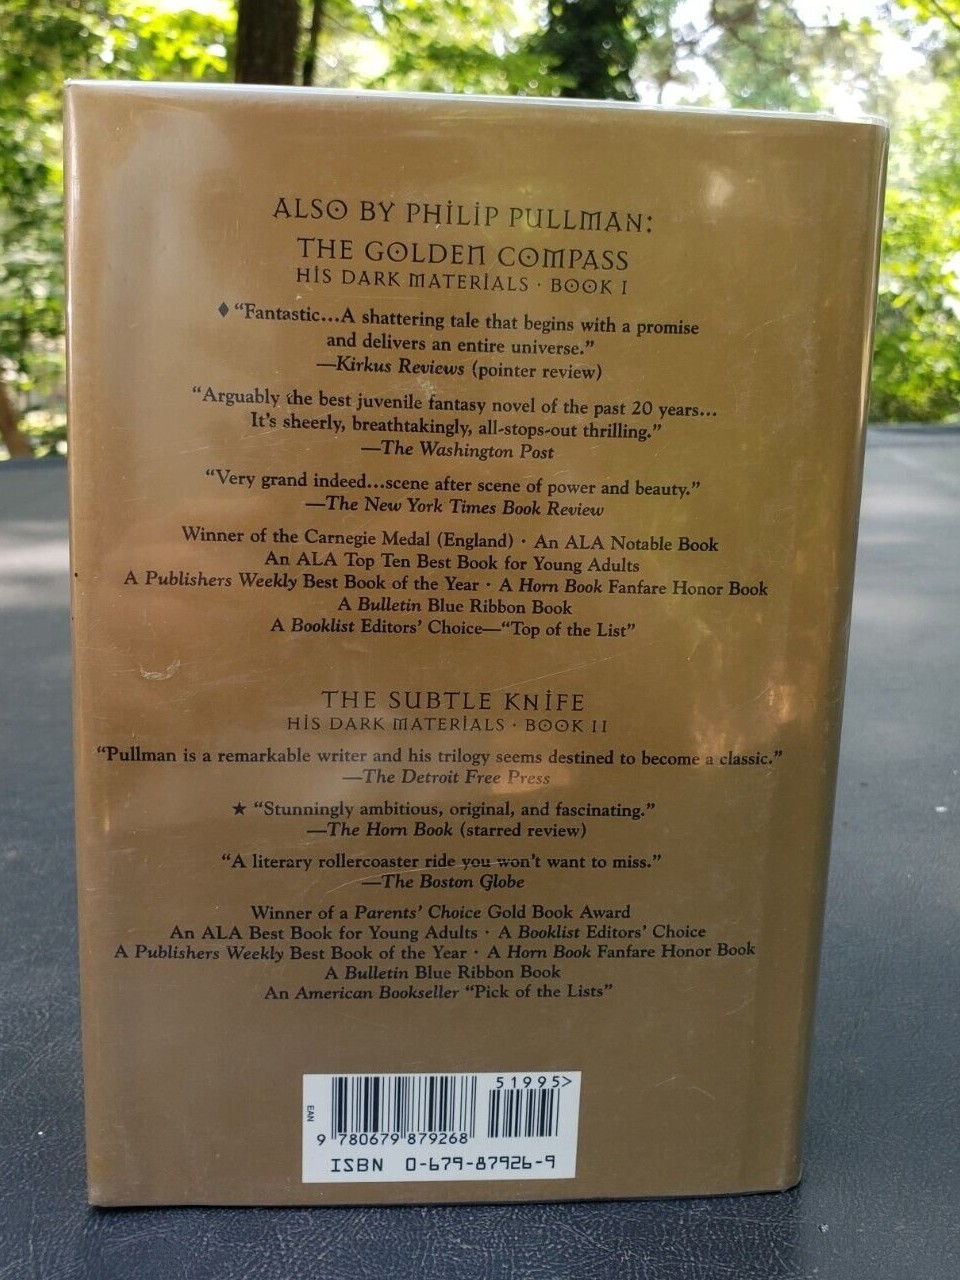 ALSO BY PHILIP PULLMAN:
THE GOLDEN COMPASS
HIS DARK MATERIALS · BOOK I
♦ “Fantastic...A shattering tale that begins with a promise
and delivers an entire universe.”
—Kirkus Reviews (pointer review)
“Arguably the best juvenile fantasy novel of the past 20 years...
It’s sheerly, breathtakingly, all-stops-out thrilling.”
—The Washington Post
“Very grand indeed...scene after scene of power and beauty.”
—The New York Times Book Review
Winner of the Carnegie Medal (England) · An ALA Notable Book
An ALA Top Ten Best Book for Young Adults
A Publishers Weekly Best Book of the Year · A Horn Book Fanfare Honor Book
A Bulletin Blue Ribbon Book
A Booklist Editors’ Choice—“Top of the List”
THE SUBTLE KNIFE
HIS DARK MATERIALS · BOOK II
“Pullman is a remarkable writer and his trilogy seems destined to become a classic.”
—The Detroit Free Press
★ “Stunningly ambitious, original, and fascinating.”
—The Horn Book (starred review)
“A literary rollercoaster ride you won’t want to miss.”
—The Boston Globe
Winner of a Parents’ Choice Gold Book Award
An ALA Best Book for Young Adults · A Booklist Editors’ Choice
A Publishers Weekly Best Book of the Year · A Horn Book Fanfare Honor Book
A Bulletin Blue Ribbon Book
An American Bookseller “Pick of the Lists”
51995>
EAN
9 780679 879268
ISBN 0-679-87926-9